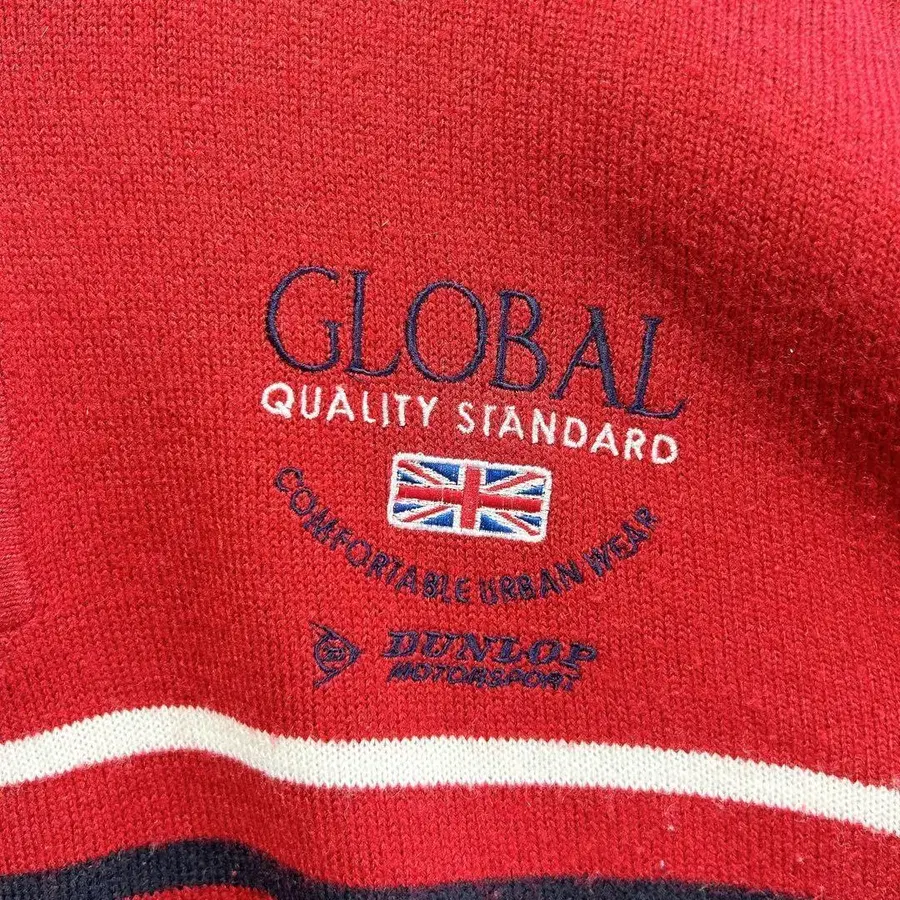 GLOBAL
QUALITY STANDARD
COMFORTABLE URBAN WEAR
DUNLOP
MOTORSPORT